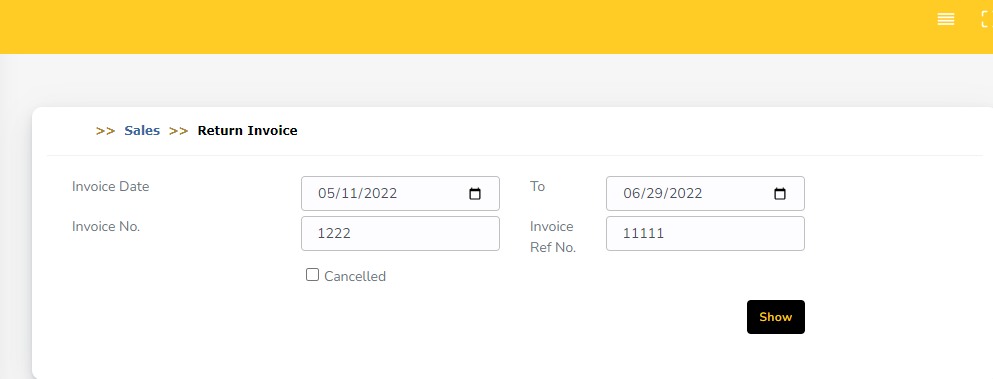 >> Sales >> Return Invoice
Invoice Date 05/11/2022 To 06/29/2022
Invoice No. 1222 Invoice Ref No. 11111
Cancelled
Show